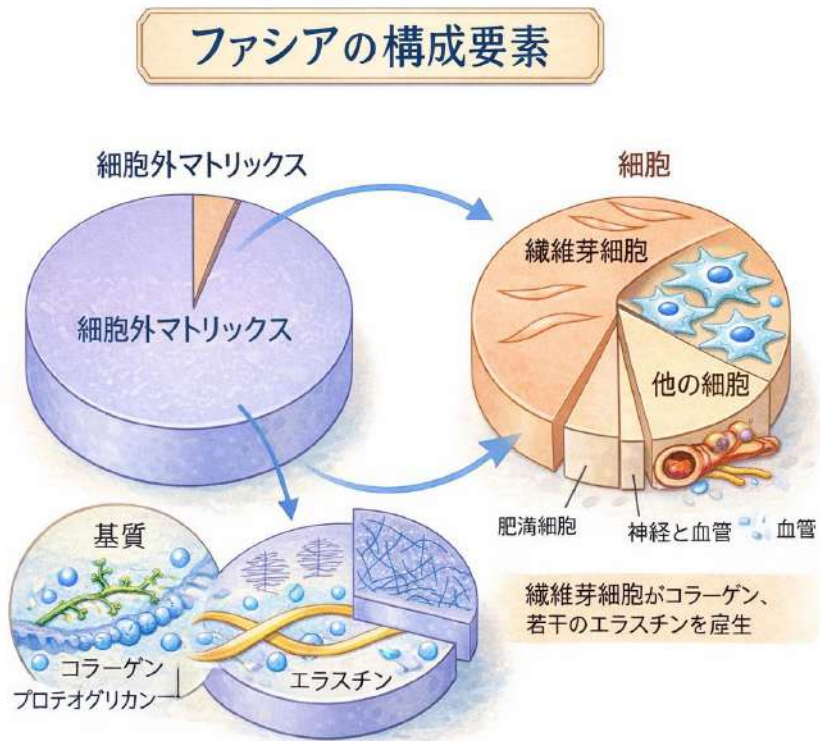 ファシアの構成要素
細胞外マトリックス
細胞
細胞外マトリックス
繊維芽細胞
他の細胞
肥満細胞
神経と血管
血管
基質
コラーゲン
プロテオグリカン
エラスチン
繊維芽細胞がコラーゲン、
若干のエラスチンを産生